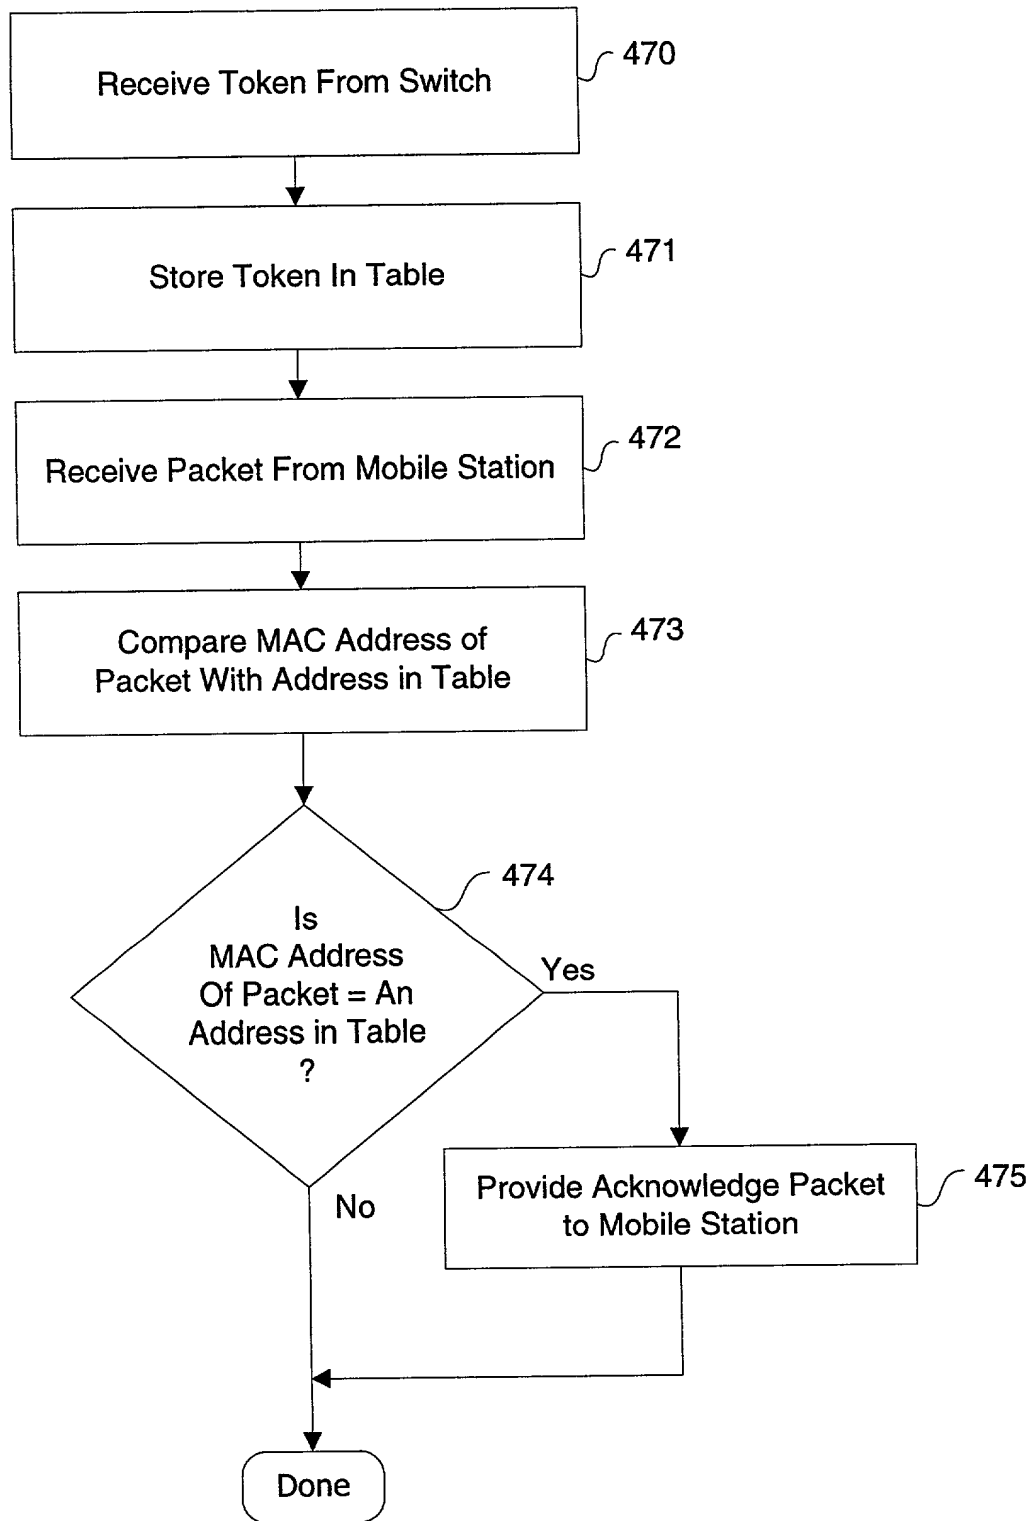 Receive Token From Switch
470
Store Token In Table
471
Receive Packet From Mobile Station
472
Compare MAC Address of
Packet With Address in Table
473
474
Is
MAC Address
Of Packet = An
Address in Table
?
Yes
No
Provide Acknowledge Packet
to Mobile Station
475
Done